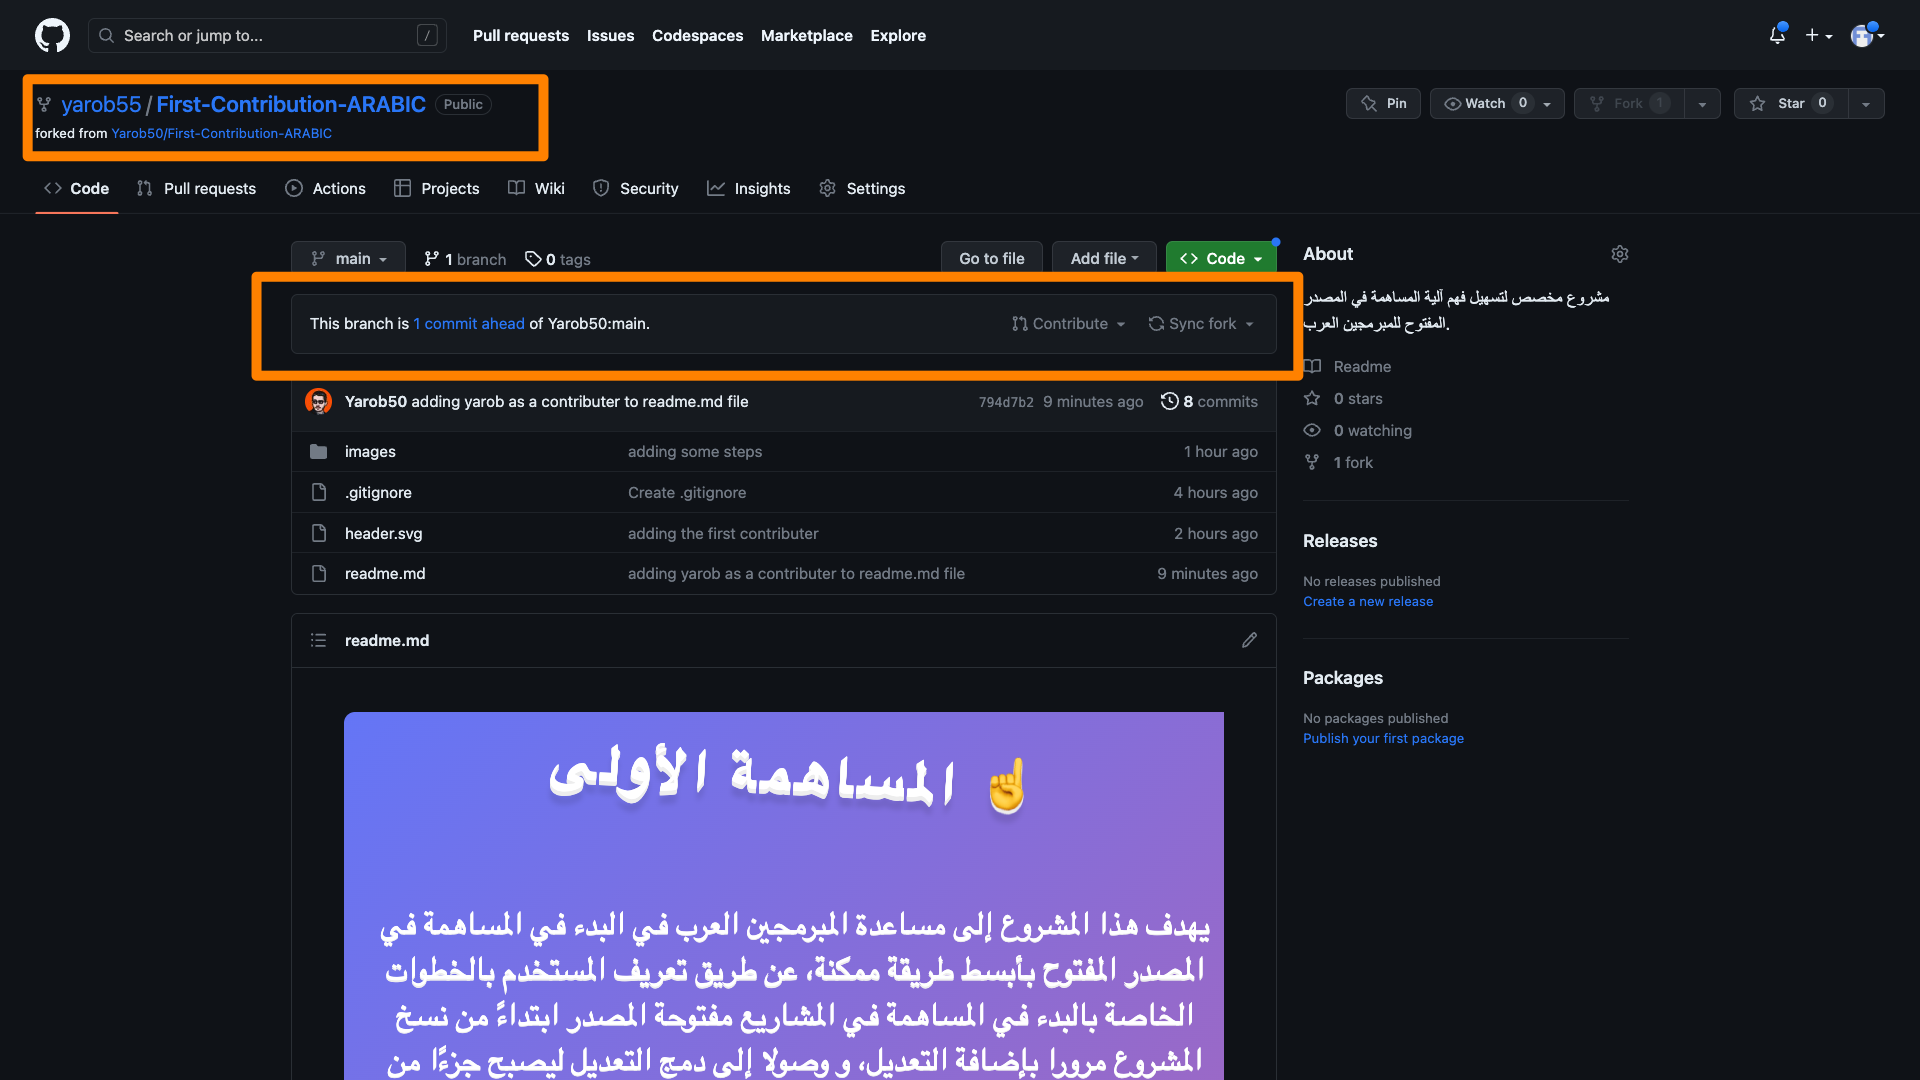 Search or jump to...
/
Pull requests
Issues
Codespaces
Marketplace
Explore
yarob55 / First-Contribution-ARABIC Public
forked from Yarob50/First-Contribution-ARABIC
Pin
Watch 0
Fork 1
Star 0
Code
Pull requests
Actions
Projects
Wiki
Security
Insights
Settings
main
1 branch
0 tags
Go to file
Add file
Code
This branch is 1 commit ahead of Yarob50:main.
Contribute
Sync fork
Yarob50 adding yarob as a contributer to readme.md file
794d7b2 9 minutes ago
8 commits
images adding some steps 1 hour ago
.gitignore Create .gitignore 4 hours ago
header.svg adding the first contributer 2 hours ago
readme.md adding yarob as a contributer to readme.md file 9 minutes ago
readme.md
☝ المساهمة الأولى
يهدف هذا المشروع إلى مساعدة المبرمجين العرب في البدء في المساهمة في
المصدر المفتوح بأبسط طريقة ممكنة، عن طريق تعريف المستخدم بالخطوات
الخاصة بالبدء في المساهمة في المشاريع مفتوحة المصدر ابتداءً من نسخ
المشروع مرورا بإضافة التعديل، و وصولا إلى دمج التعديل ليصبح جزءًا من
About
مشروع مخصص لتسهيل فهم آلية المساهمة في المصدر
المفتوح للمبرمجين العرب.
Readme
0 stars
0 watching
1 fork
Releases
No releases published
Create a new release
Packages
No packages published
Publish your first package